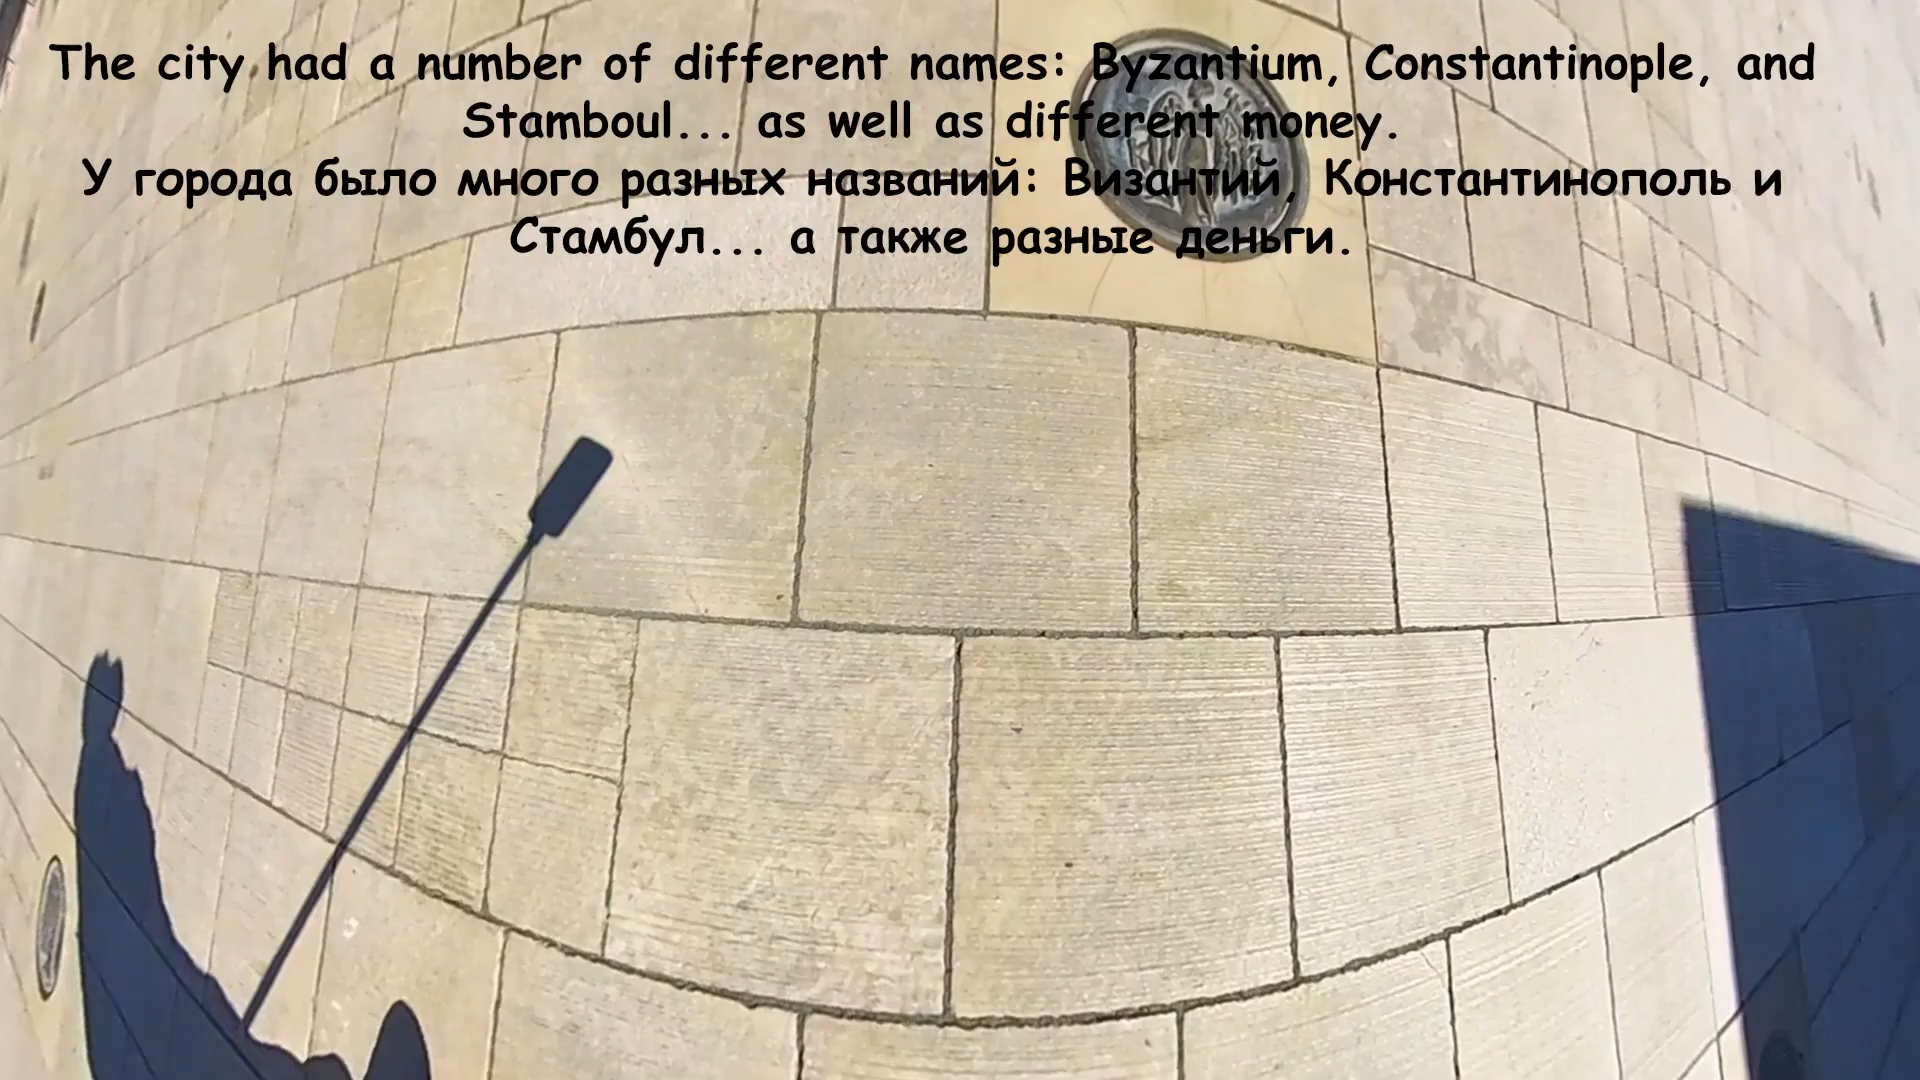 The city had a number of different names: Byzantium, Constantinople, and
Stamboul... as well as different money.
У города было много разных названий: Византий, Константинополь и
Стамбул... а также разные деньги.